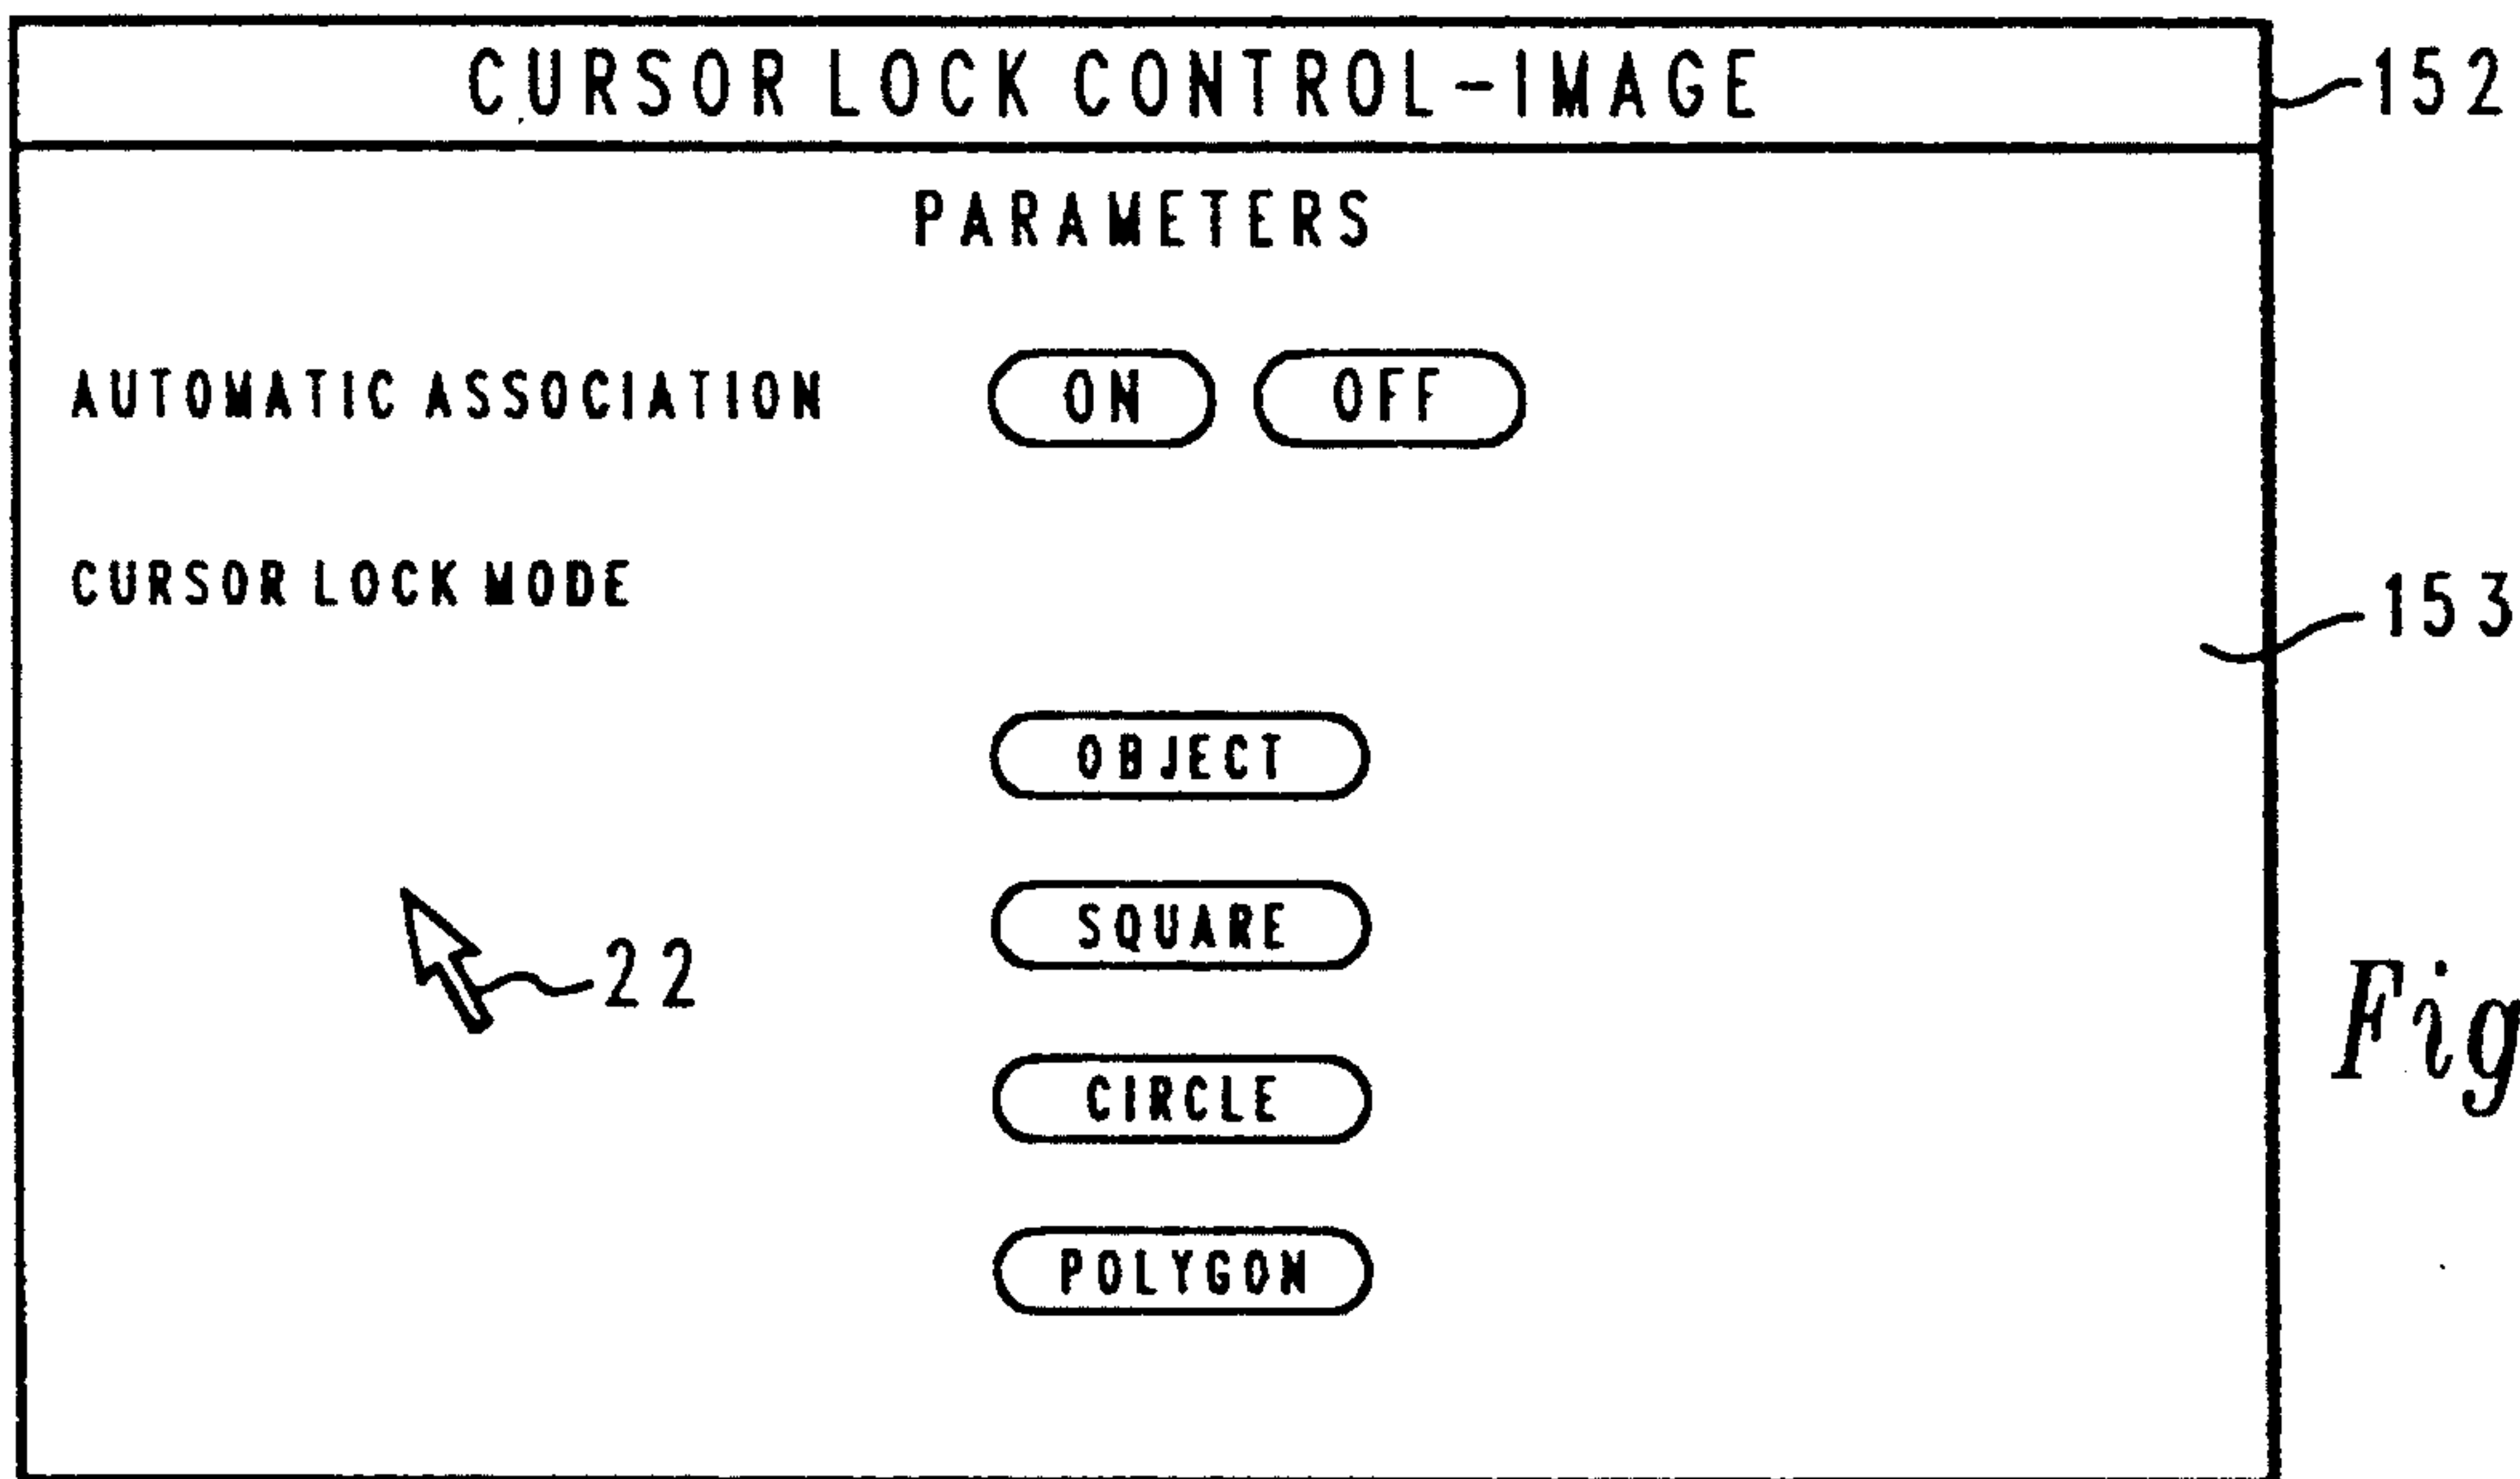 CURSOR LOCK CONTROL-IMAGE
152
PARAMETERS
AUTOMATIC ASSOCIATION ON OFF
CURSOR LOCK MODE
153
OBJECT
SQUARE
22
CIRCLE
POLYGON
Fig